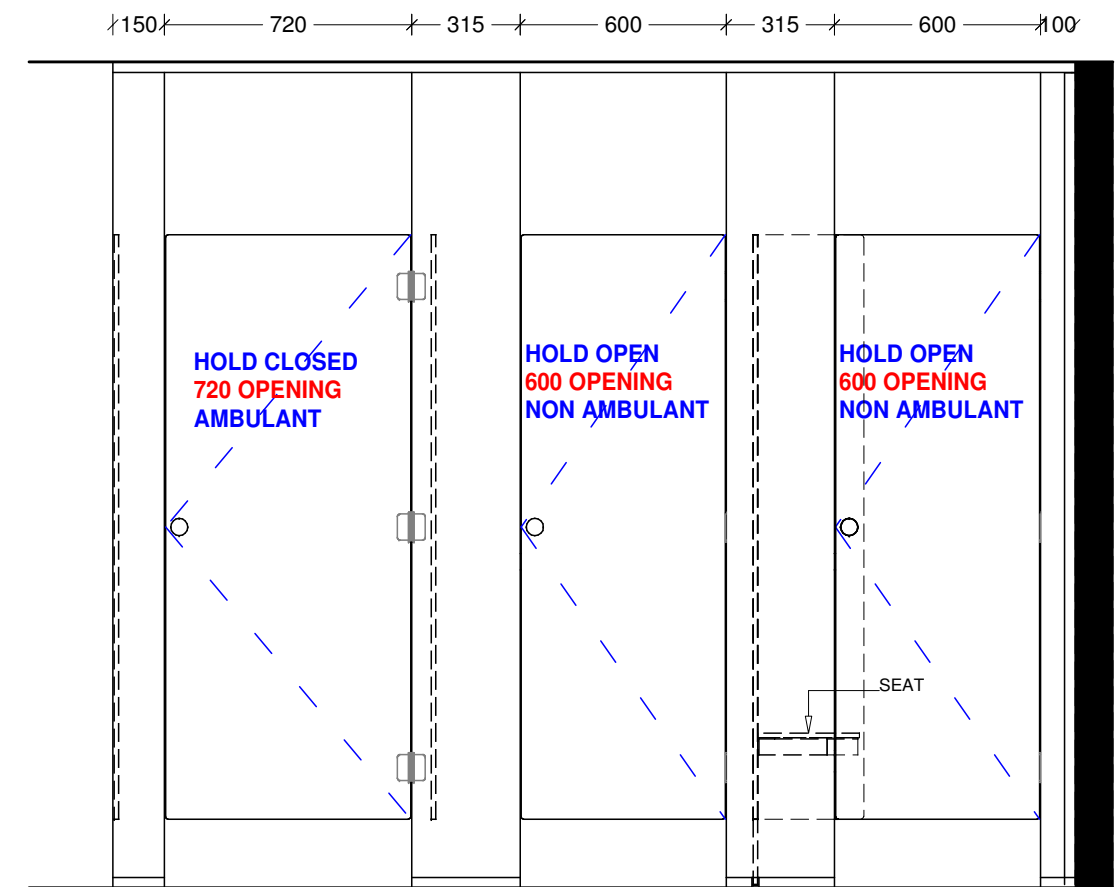 150 720 315 600 315 600 100
HOLD CLOSED
720 OPENING
AMBULANT
HOLD OPEN
600 OPENING
NON AMBULANT
HOLD OPEN
600 OPENING
NON AMBULANT
SEAT